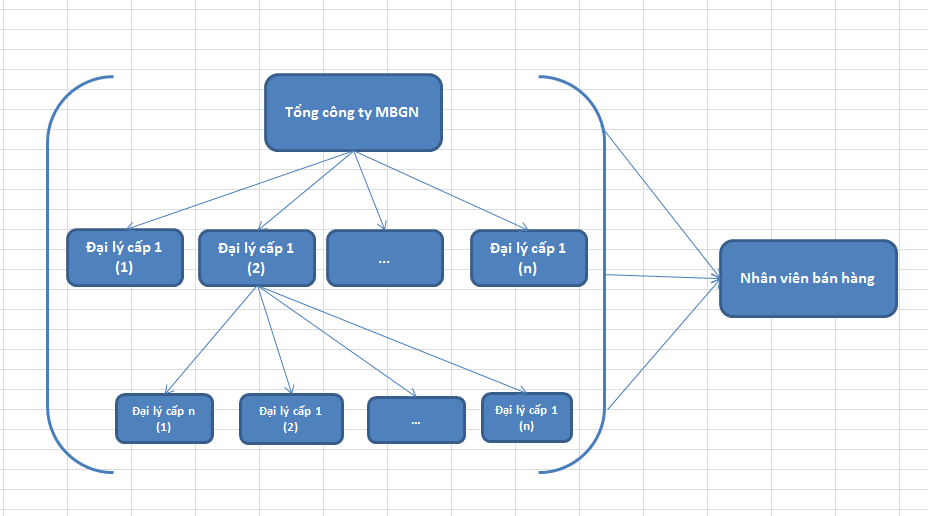 Tổng công ty MBGN
Đại lý cấp 1
(1)
Đại lý cấp 1
(2)
...
Đại lý cấp 1
(n)
Nhân viên bán hàng
Đại lý cấp n
(1)
Đại lý cấp 1
(2)
...
Đại lý cấp 1
(n)